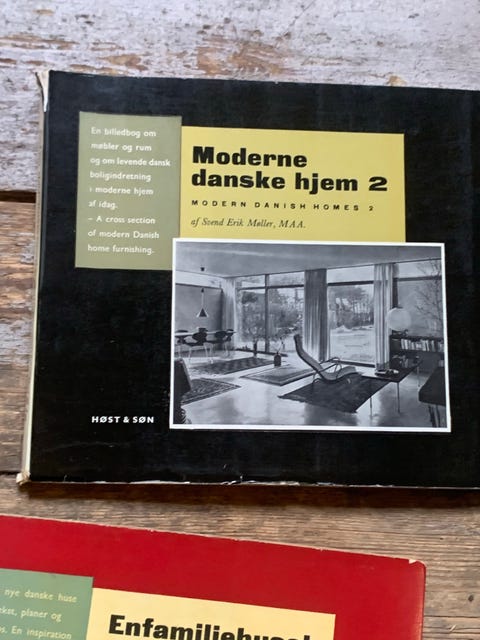 En billedbog om
møbler og rum
og om levende dansk
boligindretning
i moderne hjem
af idag.
– A cross section
of modern Danish
home furnishing.
Moderne
danske hjem 2
MODERN DANISH HOMES 2
af Svend Erik Møller, MAA.
HØST & SØN
nye danske huse
planer og
En inspiration